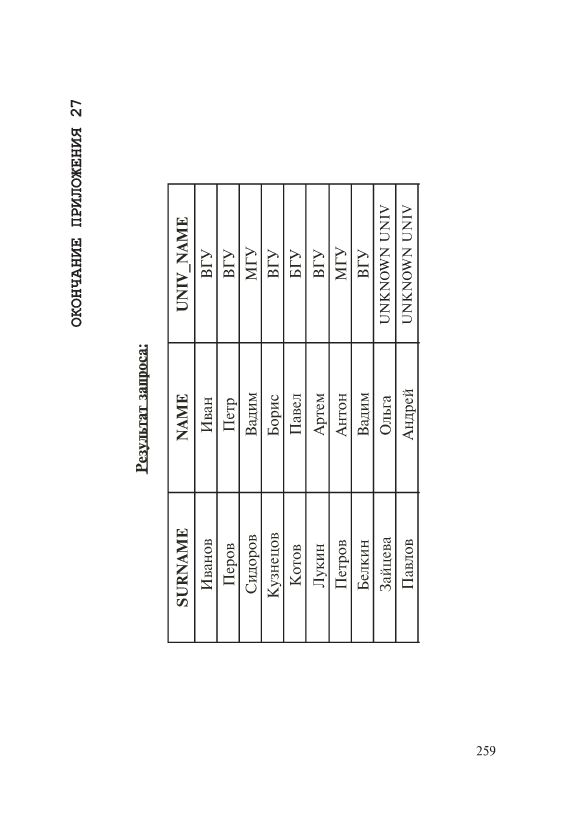 ОКОНЧАНИЕ ПРИЛОЖЕНИЯ 27
Результат запроса:
SURNAME NAME UNIV_NAME
Иванов Иван ВГУ
Перов Петр ВГУ
Сидоров Вадим МГУ
Кузнецов Борис ВГУ
Котов Павел БГУ
Лукин Артем ВГУ
Петров Антон МГУ
Белкин Вадим ВГУ
Зайцева Ольга UNKNOWN UNIV
Павлов Андрей UNKNOWN UNIV
259